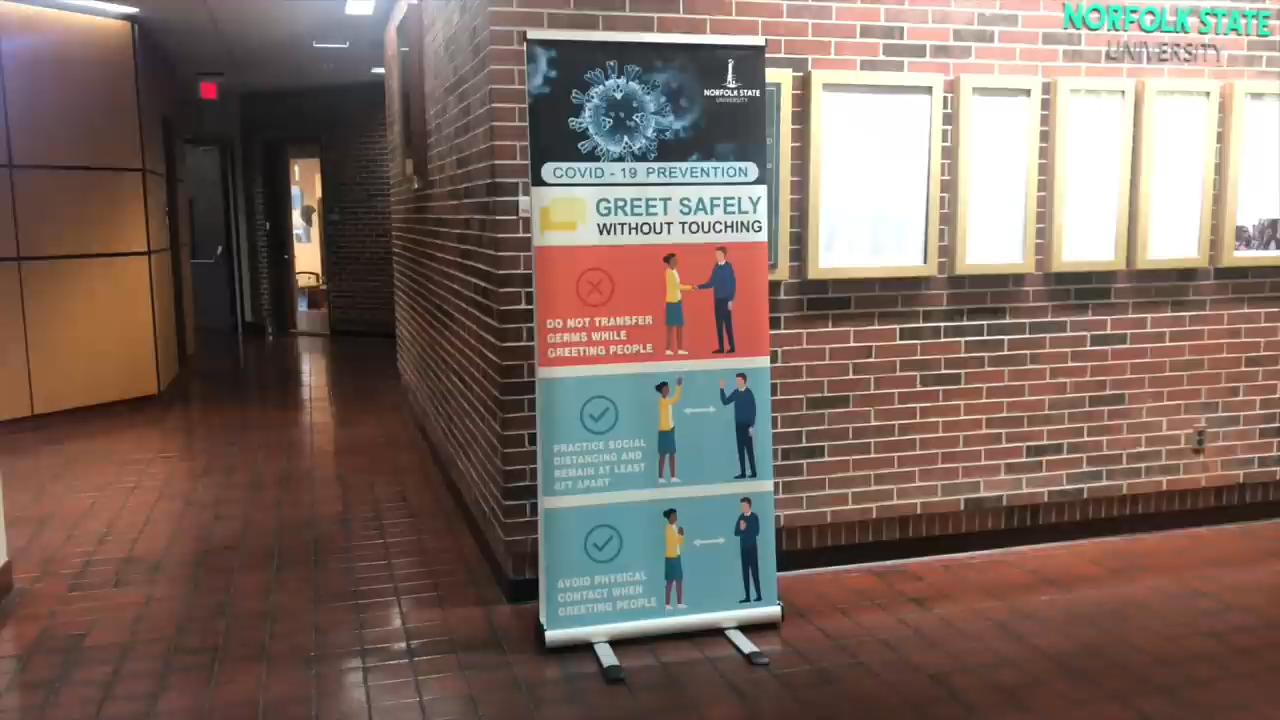 NORFOLK STATE
UNIVERSITY
NORFOLK STATE
UNIVERSITY
COVID - 19 PREVENTION
GREET SAFELY
WITHOUT TOUCHING
DO NOT TRANSFER
GERMS WHILE
GREETING PEOPLE
PRACTICE SOCIAL
DISTANCING AND
REMAIN AT LEAST
6FT APART
AVOID PHYSICAL
CONTACT WHEN
GREETING PEOPLE